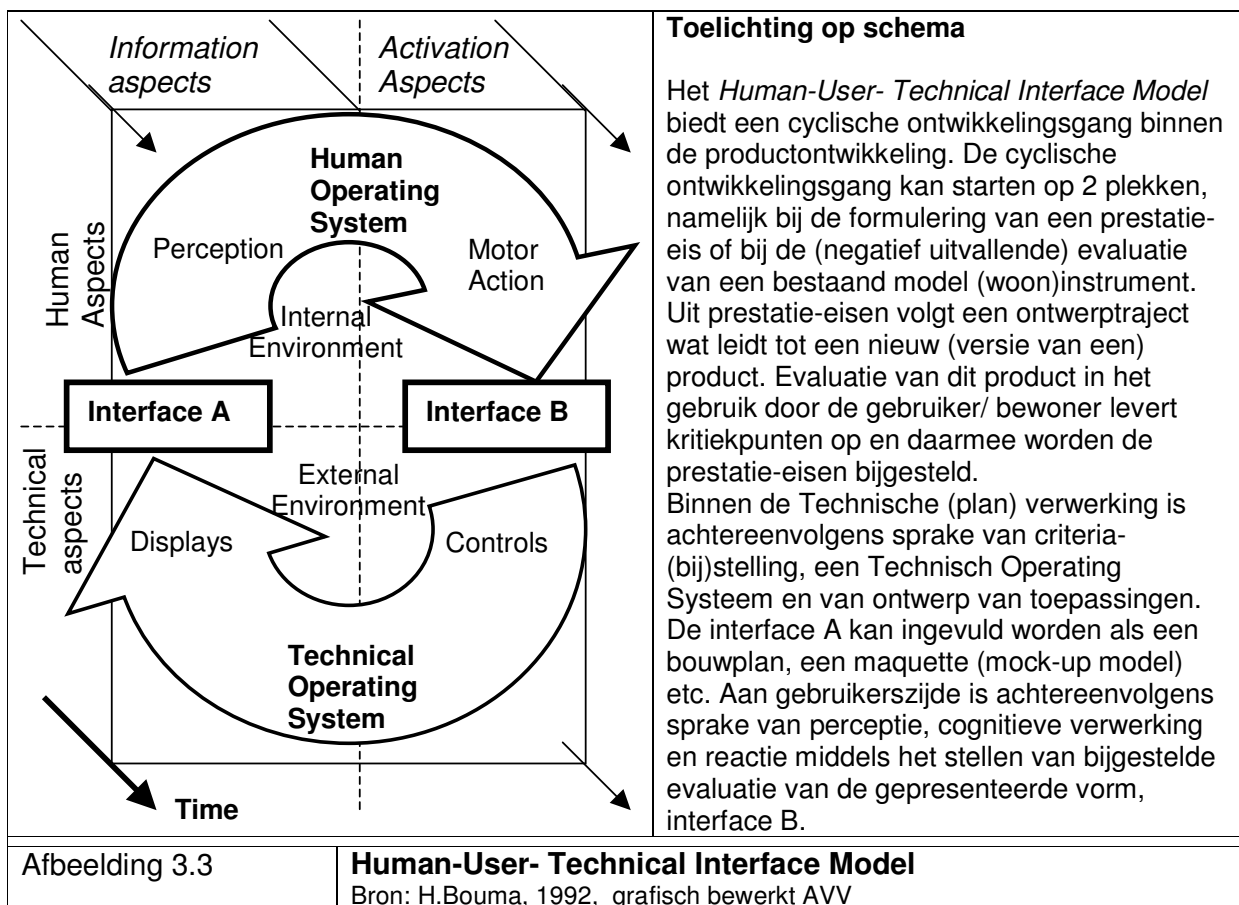 Information
aspects
Activation
Aspects
Human
Aspects
Human
Operating
System
Perception
Motor
Action
Internal
Environment
Interface A
Interface B
Technical
aspects
External
Environment
Displays
Controls
Technical
Operating
System
Time
Toelichting op schema
Het Human-User- Technical Interface Model
biedt een cyclische ontwikkelingsgang binnen
de productontwikkeling. De cyclische
ontwikkelingsgang kan starten op 2 plekken,
namelijk bij de formulering van een prestatie-
eis of bij de (negatief uitvallende) evaluatie
van een bestaand model (woon)instrument.
Uit prestatie-eisen volgt een ontwerptraject
wat leidt tot een nieuw (versie van een)
product. Evaluatie van dit product in het
gebruik door de gebruiker/ bewoner levert
kritiekpunten op en daarmee worden de
prestatie-eisen bijgesteld.
Binnen de Technische (plan) verwerking is
achtereenvolgens sprake van criteria-
(bij)stelling, een Technisch Operating
Systeem en van ontwerp van toepassingen.
De interface A kan ingevuld worden als een
bouwplan, een maquette (mock-up model)
etc. Aan gebruikerszijde is achtereenvolgens
sprake van perceptie, cognitieve verwerking
en reactie middels het stellen van bijgestelde
evaluatie van de gepresenteerde vorm,
interface B.
Afbeelding 3.3
Human-User- Technical Interface Model
Bron: H.Bouma, 1992, grafisch bewerkt AVV